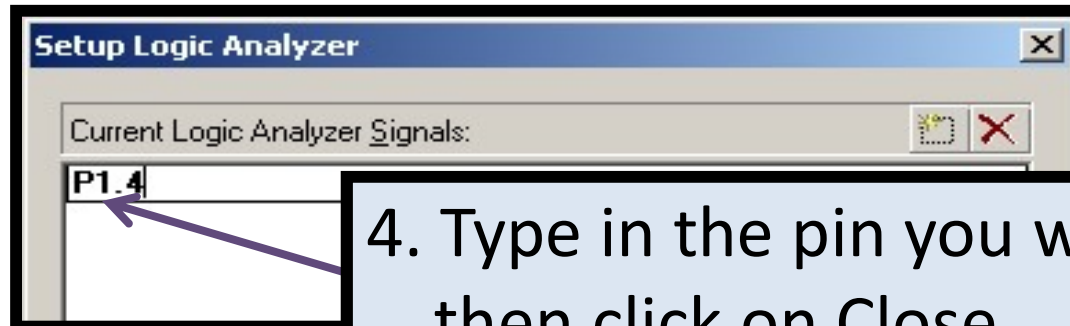 Setup Logic Analyzer
Current Logic Analyzer Signals:
P1.4
4. Type in the pin you
then click on Close